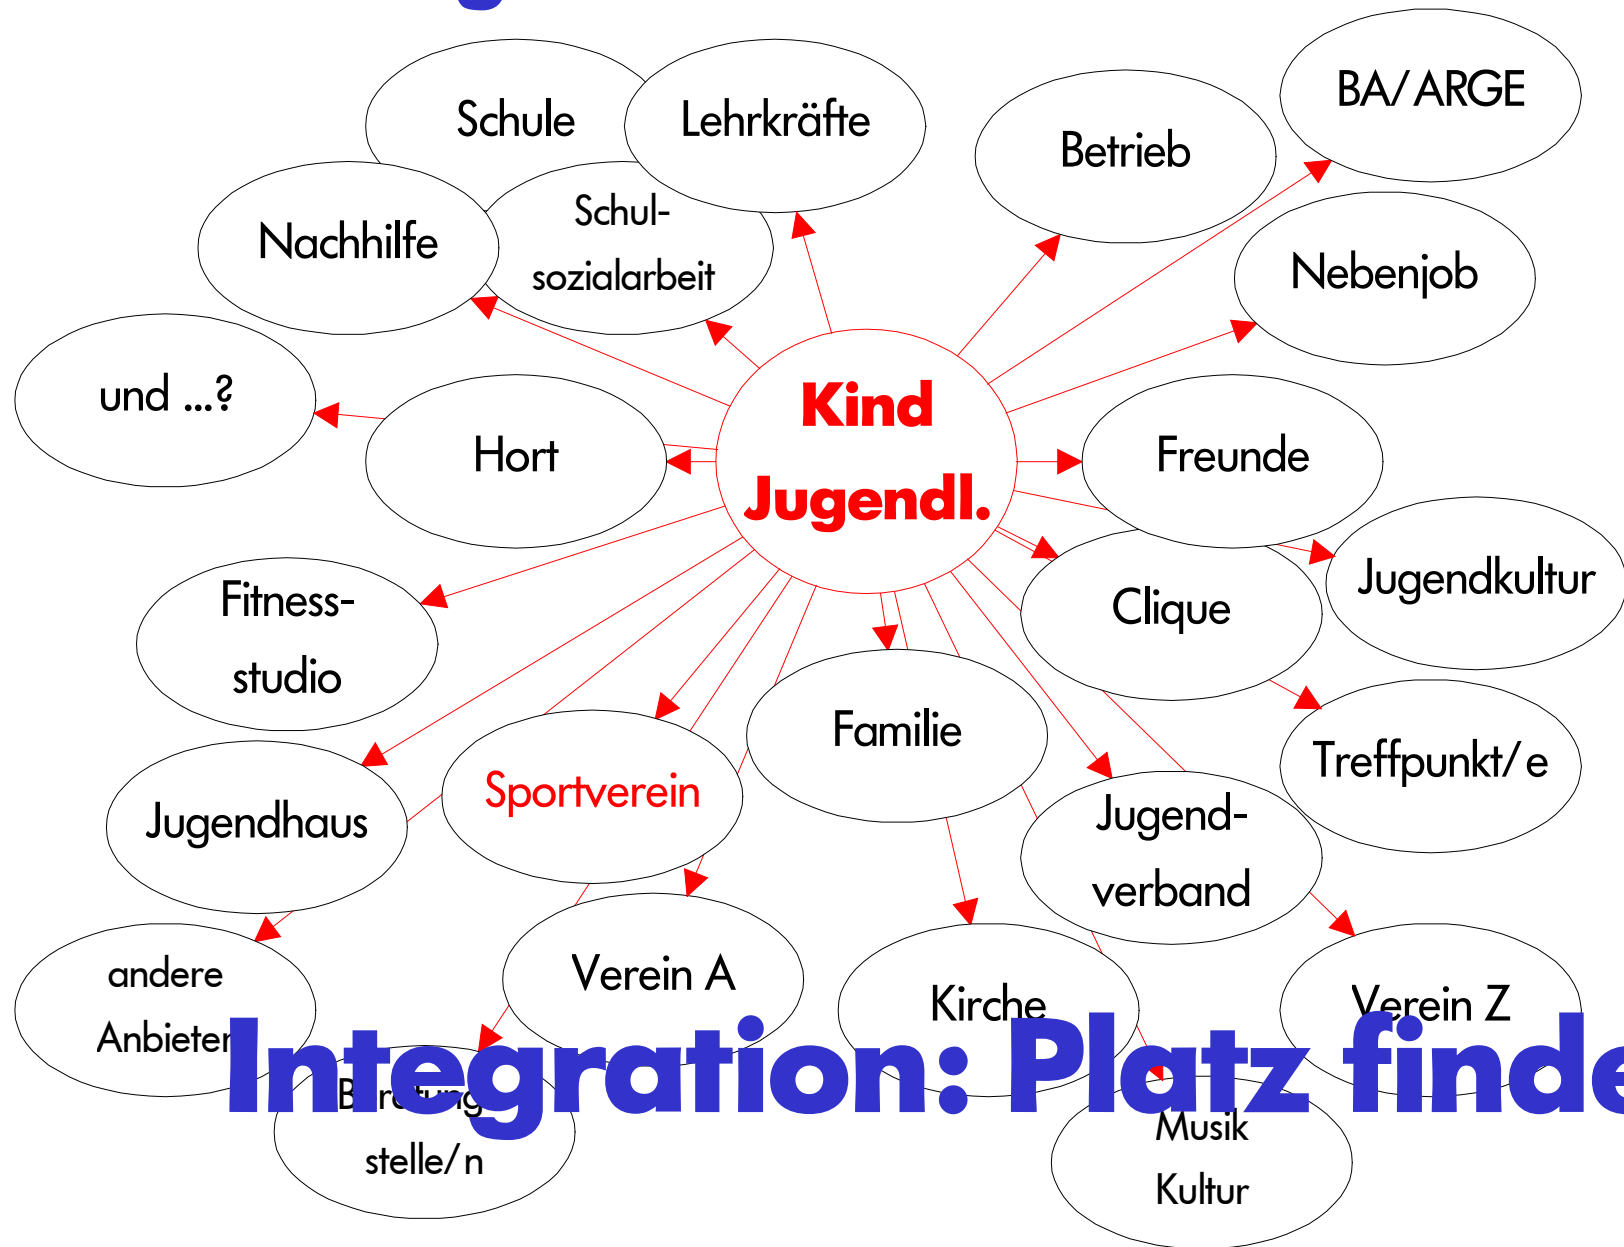 BA/ARGE
Schule
Lehrkräfte
Betrieb
Nachhilfe
Schul-
sozialarbeit
Nebenjob
und ...?
Kind
Jugendl.
Hort
Freunde
Fitness-
studio
Clique
Jugendkultur
Familie
Treffpunkt/e
Sportverein
Jugendhaus
Jugend-
verband
andere
Anbieter
Verein A
Kirche
Verein Z
Integration: Platz finde
stelle/n
Musik
Kultur